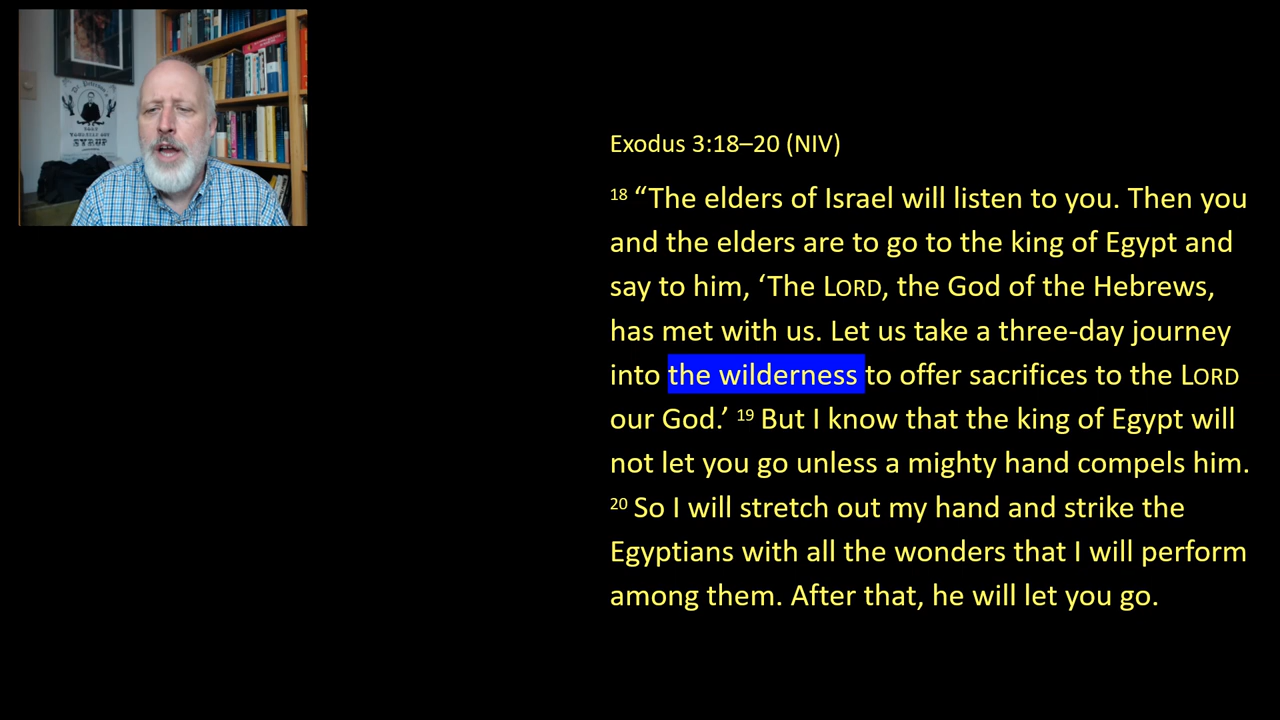 Dr. Peterson's
SYRUP
Exodus 3:18–20 (NIV)
18 “The elders of Israel will listen to you. Then you
and the elders are to go to the king of Egypt and
say to him, ‘The LORD, the God of the Hebrews,
has met with us. Let us take a three-day journey
into the wilderness to offer sacrifices to the LORD
our God.’ 19 But I know that the king of Egypt will
not let you go unless a mighty hand compels him.
20 So I will stretch out my hand and strike the
Egyptians with all the wonders that I will perform
among them. After that, he will let you go.